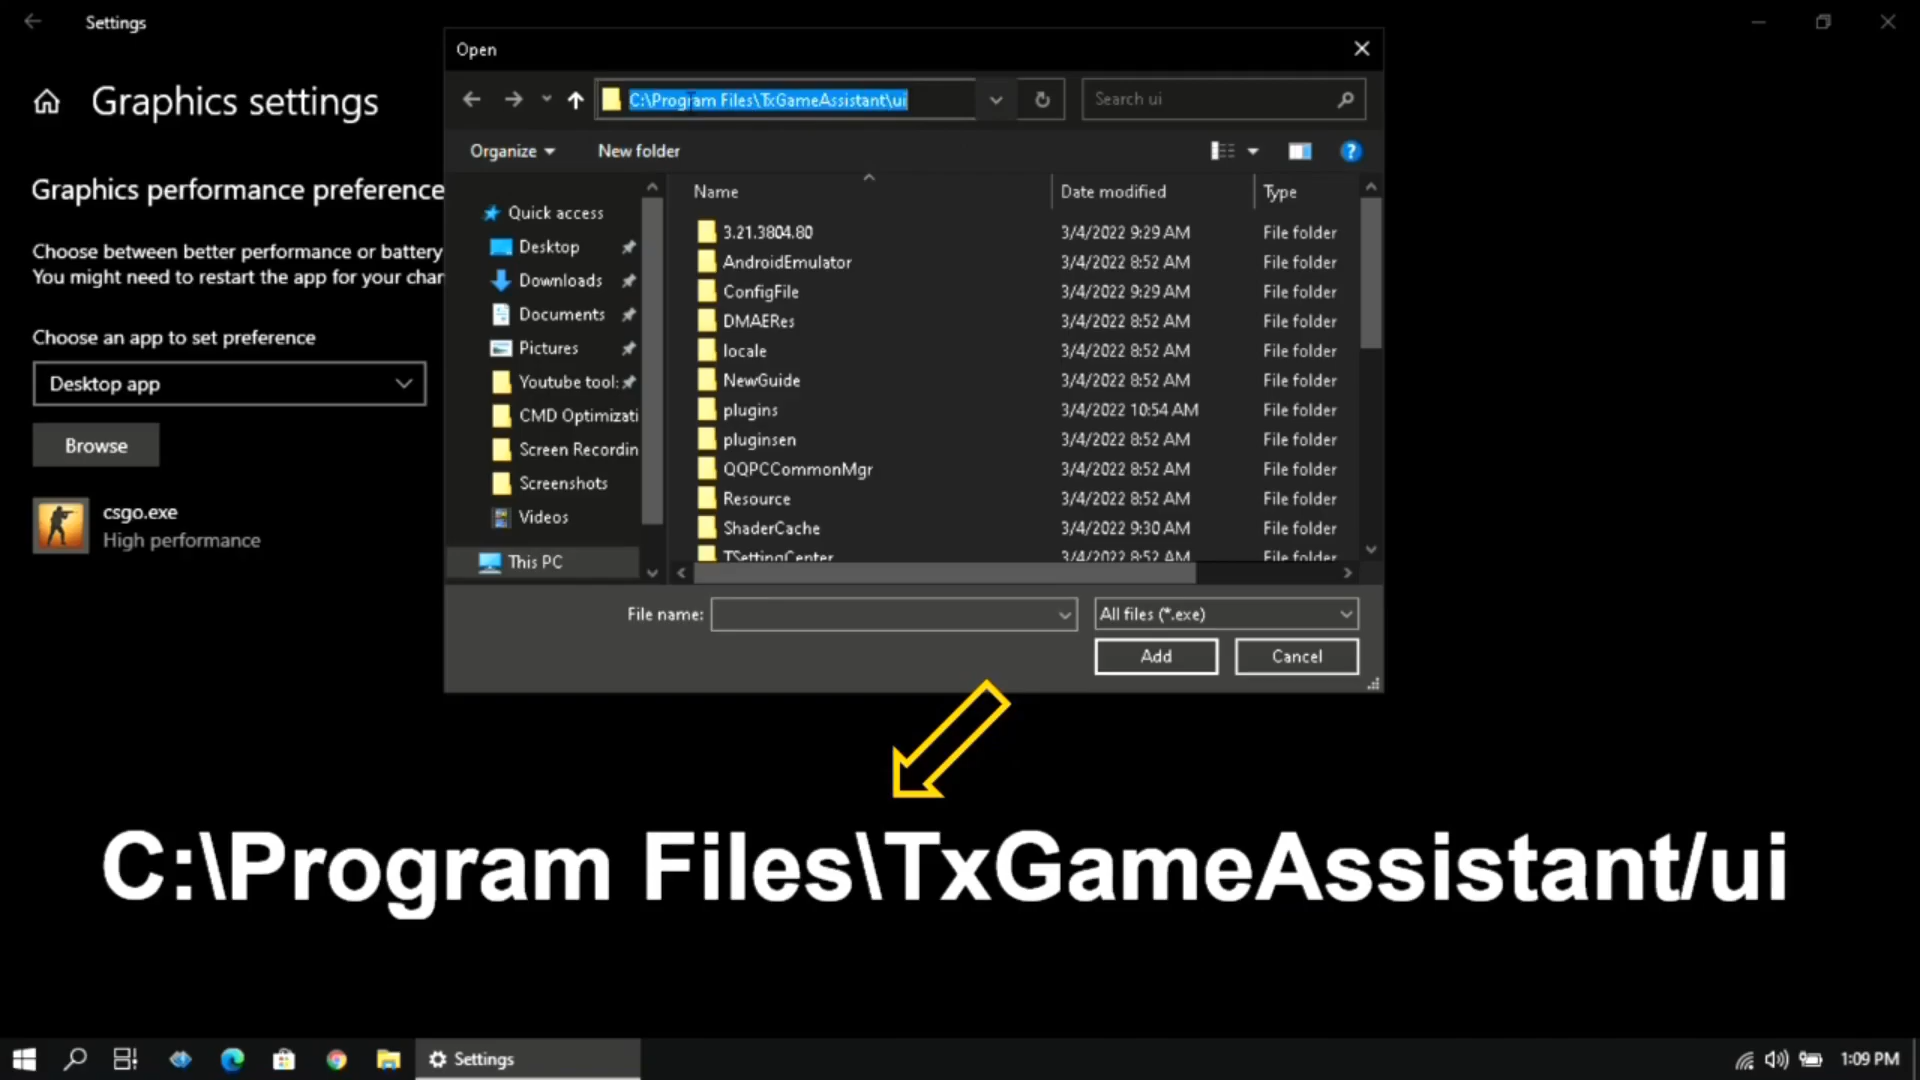 Settings
Graphics settings
Graphics performance preference
Choose between better performance or battery
You might need to restart the app for your char
Choose an app to set preference
Desktop app
Browse
csgo.exe
High performance
Open
C:\Program Files\TxGameAssistant\ui
Search ui
Organize
New folder
Quick access
Desktop
Downloads
Documents
Pictures
Youtube tool:
CMD Optimizati
Screen Recordin
Screenshots
Videos
This PC
Name Date modified Type
3.21.3804.80 3/4/2022 9:29 AM File folder
AndroidEmulator 3/4/2022 8:52 AM File folder
ConfigFile 3/4/2022 9:29 AM File folder
DMAERes 3/4/2022 8:52 AM File folder
locale 3/4/2022 8:52 AM File folder
NewGuide 3/4/2022 8:52 AM File folder
plugins 3/4/2022 10:54 AM File folder
pluginsen 3/4/2022 8:52 AM File folder
QQPCCommonMgr 3/4/2022 8:52 AM File folder
Resource 3/4/2022 8:52 AM File folder
ShaderCache 3/4/2022 9:30 AM File folder
TSettingCenter 3/4/2022 8:52 AM File folder
File name:
All files (*.exe)
Add
Cancel
C:\Program Files\TxGameAssistant/ui
Settings
1:09 PM